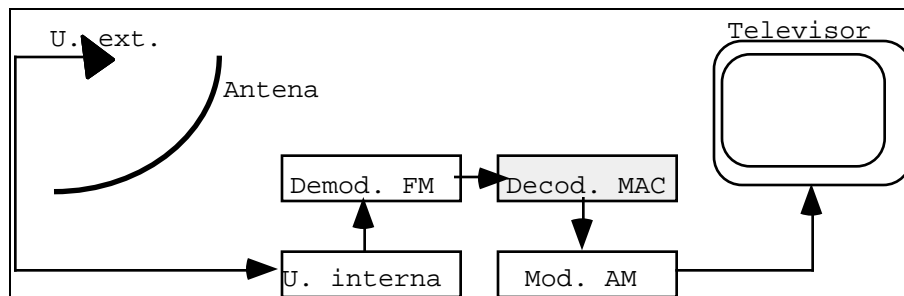 Televisor
U. ext.
Antena
Demod. FM
Decod. MAC
U. interna
Mod. AM